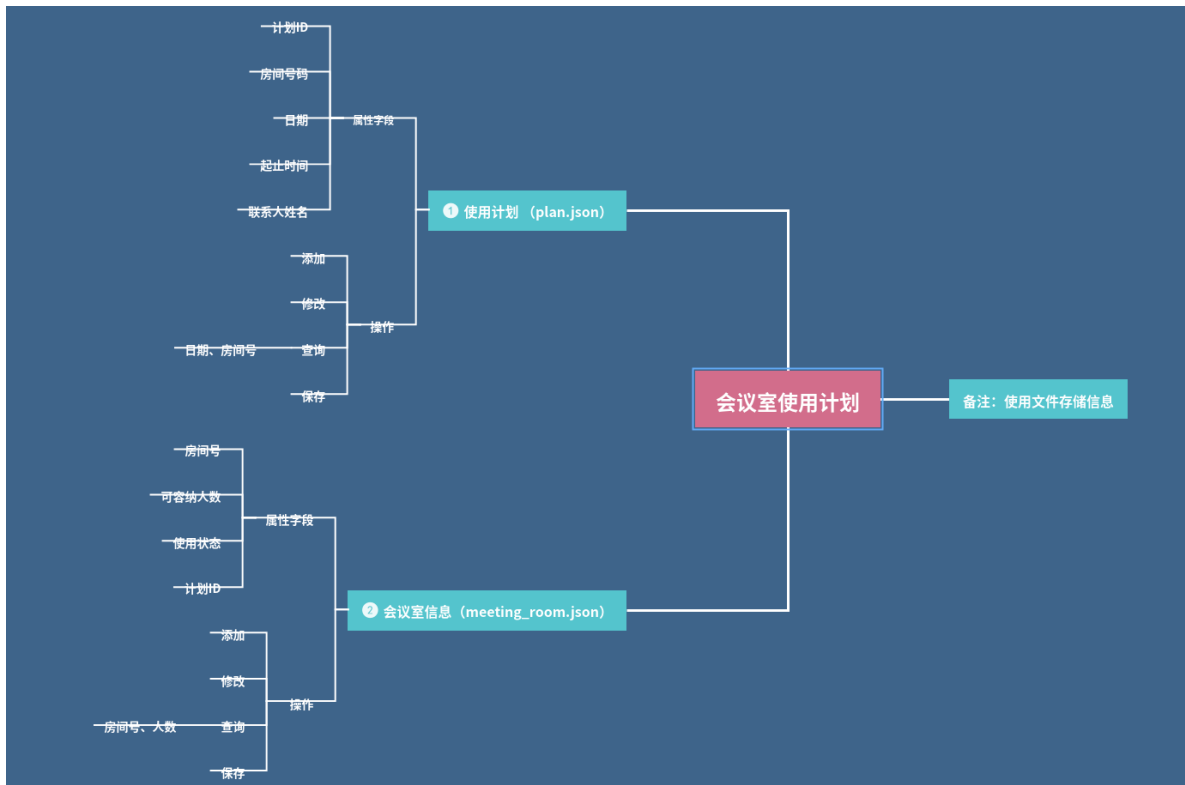 会议室使用计划
备注：使用文件存储信息
1 使用计划 （plan.json）
属性字段
计划ID
房间号码
日期
起止时间
联系人姓名
操作
添加
修改
查询
日期、房间号
保存
2 会议室信息（meeting_room.json）
属性字段
房间号
可容纳人数
使用状态
计划ID
操作
添加
修改
查询
房间号、人数
保存